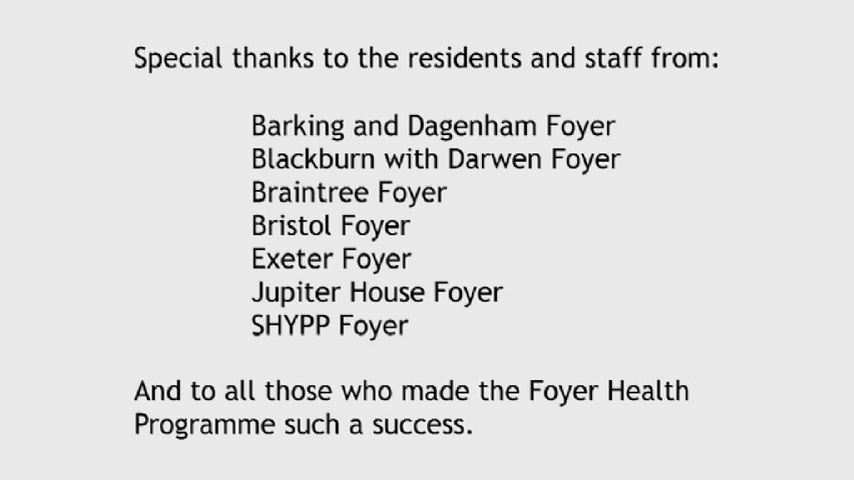 Special thanks to the residents and staff from:
Barking and Dagenham Foyer
Blackburn with Darwen Foyer
Braintree Foyer
Bristol Foyer
Exeter Foyer
Jupiter House Foyer
SHYPP Foyer
And to all those who made the Foyer Health
Programme such a success.